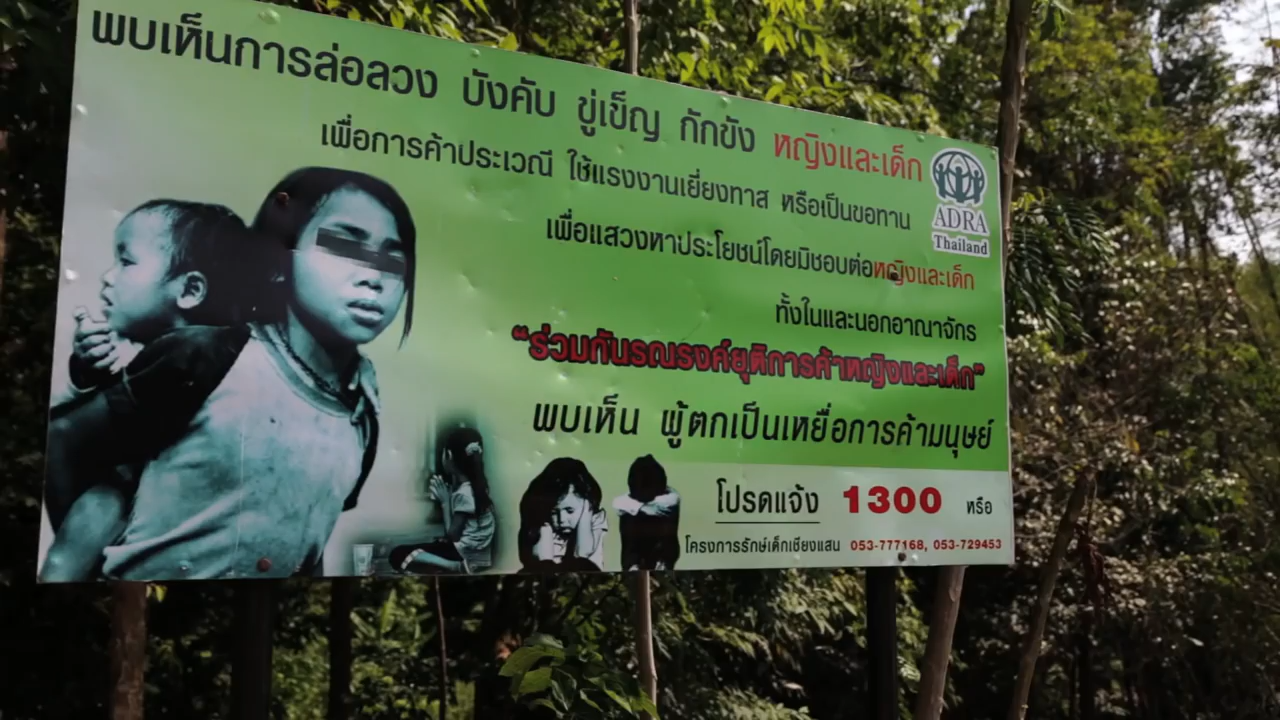 พบเห็นการล่อลวง บังคับ ขู่เข็ญ กักขัง หญิงและเด็ก
เพื่อการค้าประเวณี ใช้แรงงานเยี่ยงทาส หรือเป็นขอทาน
เพื่อแสวงหาประโยชน์โดยมิชอบต่อหญิงและเด็ก
ทั้งในและนอกอาณาจักร
"ร่วมกันรณรงค์ยุติการค้าหญิงและเด็ก"
พบเห็น ผู้ตกเป็นเหยื่อการค้ามนุษย์
โปรดแจ้ง 1300 หรือ
โครงการรักษ์เด็กเชียงแสน 053-777168, 053-729453
ADRA
Thailand